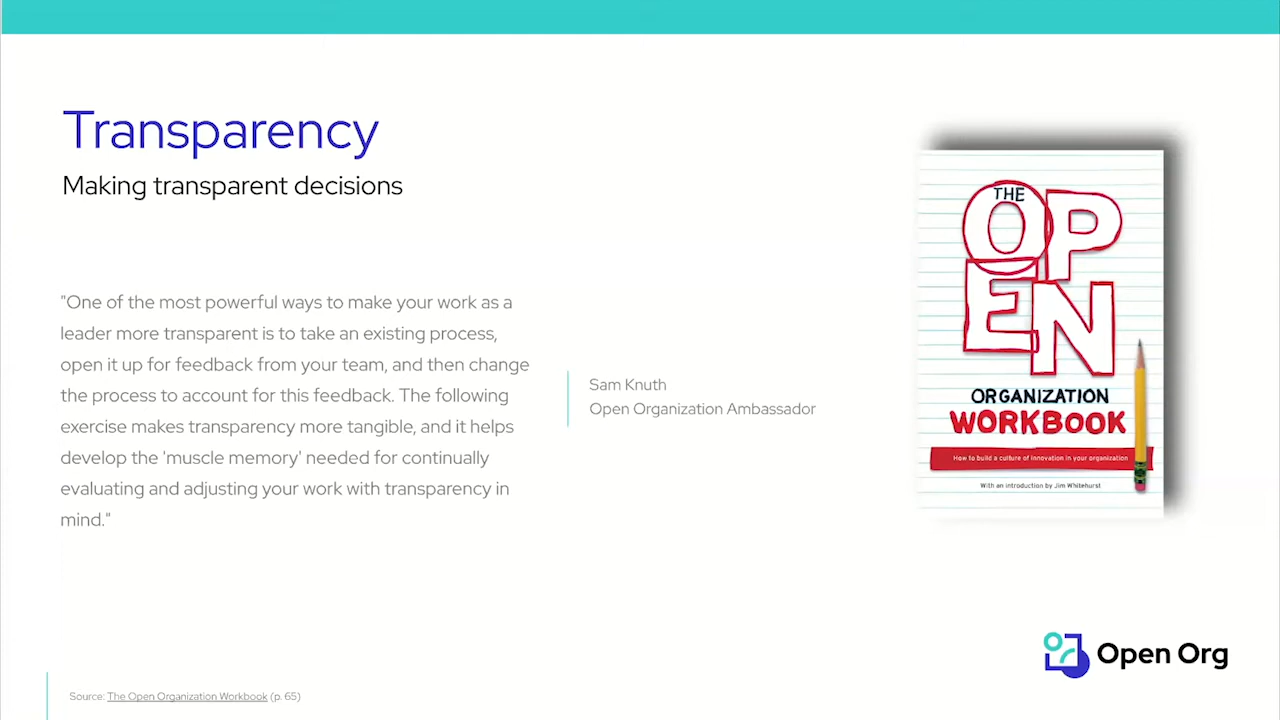 Transparency
Making transparent decisions
"One of the most powerful ways to make your work as a
leader more transparent is to take an existing process,
open it up for feedback from your team, and then change
the process to account for this feedback. The following
exercise makes transparency more tangible, and it helps
develop the 'muscle memory' needed for continually
evaluating and adjusting your work with transparency in
mind."
Sam Knuth
Open Organization Ambassador
THE
OPEN
ORGANIZATION
WORKBOOK
How to build a culture of innovation in your organization
With an introduction by Jim Whitehurst
Open Org
Source: The Open Organization Workbook (p. 65)